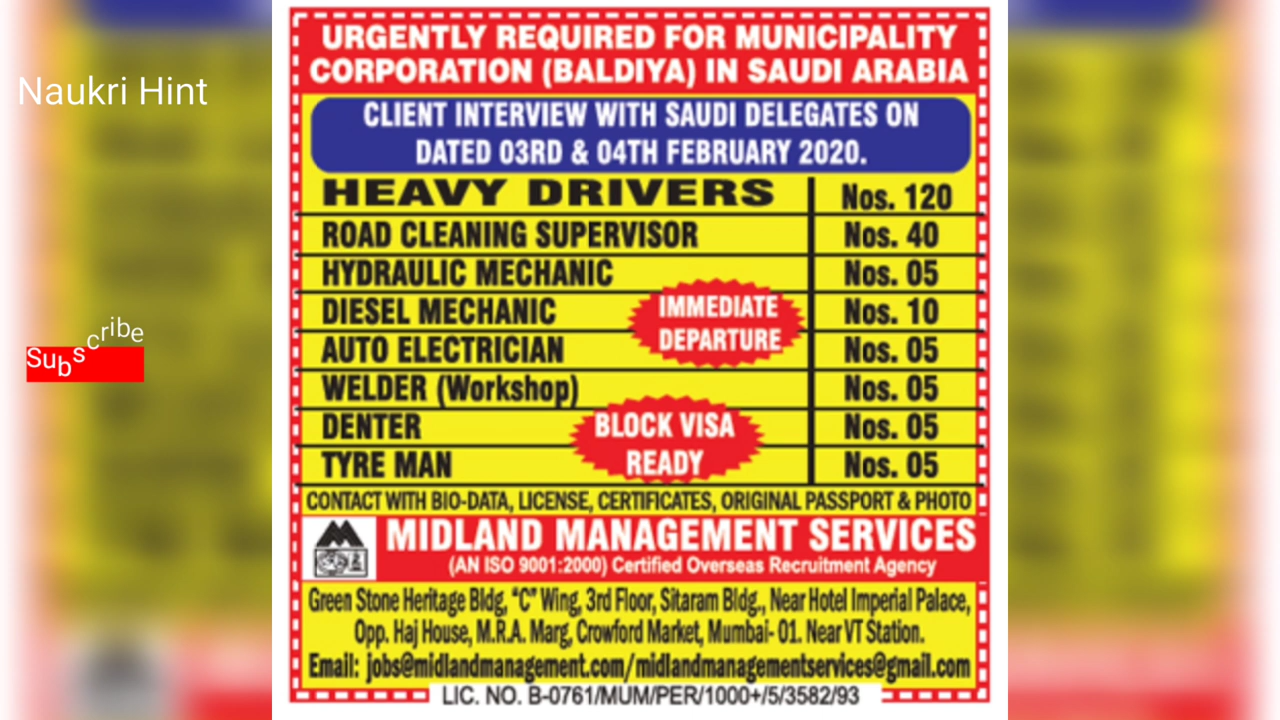 Naukri Hint
Subscribe
URGENTLY REQUIRED FOR MUNICIPALITY
CORPORATION (BALDIYA) IN SAUDI ARABIA
CLIENT INTERVIEW WITH SAUDI DELEGATES ON
DATED 03RD & 04TH FEBRUARY 2020.
HEAVY DRIVERS Nos. 120
ROAD CLEANING SUPERVISOR Nos. 40
HYDRAULIC MECHANIC Nos. 05
DIESEL MECHANIC Nos. 10
AUTO ELECTRICIAN Nos. 05
IMMEDIATE
DEPARTURE
WELDER (Workshop) Nos. 05
DENTER Nos. 05
TYRE MAN Nos. 05
BLOCK VISA
READY
CONTACT WITH BIO-DATA, LICENSE, CERTIFICATES, ORIGINAL PASSPORT & PHOTO
MIDLAND MANAGEMENT SERVICES
(AN ISO 9001:2000) Certified Overseas Recruitment Agency
Green Stone Heritage Bldg, "C" Wing, 3rd Floor, Sitaram Bldg., Near Hotel Imperial Palace,
Opp. Haj House, M.R.A. Marg, Crowford Market, Mumbai- 01. Near VT Station.
Email: jobs@midlandmanagement.com/midlandmanagementservices@gmail.com
LIC. NO. B-0761/MUM/PER/1000+/5/3582/93